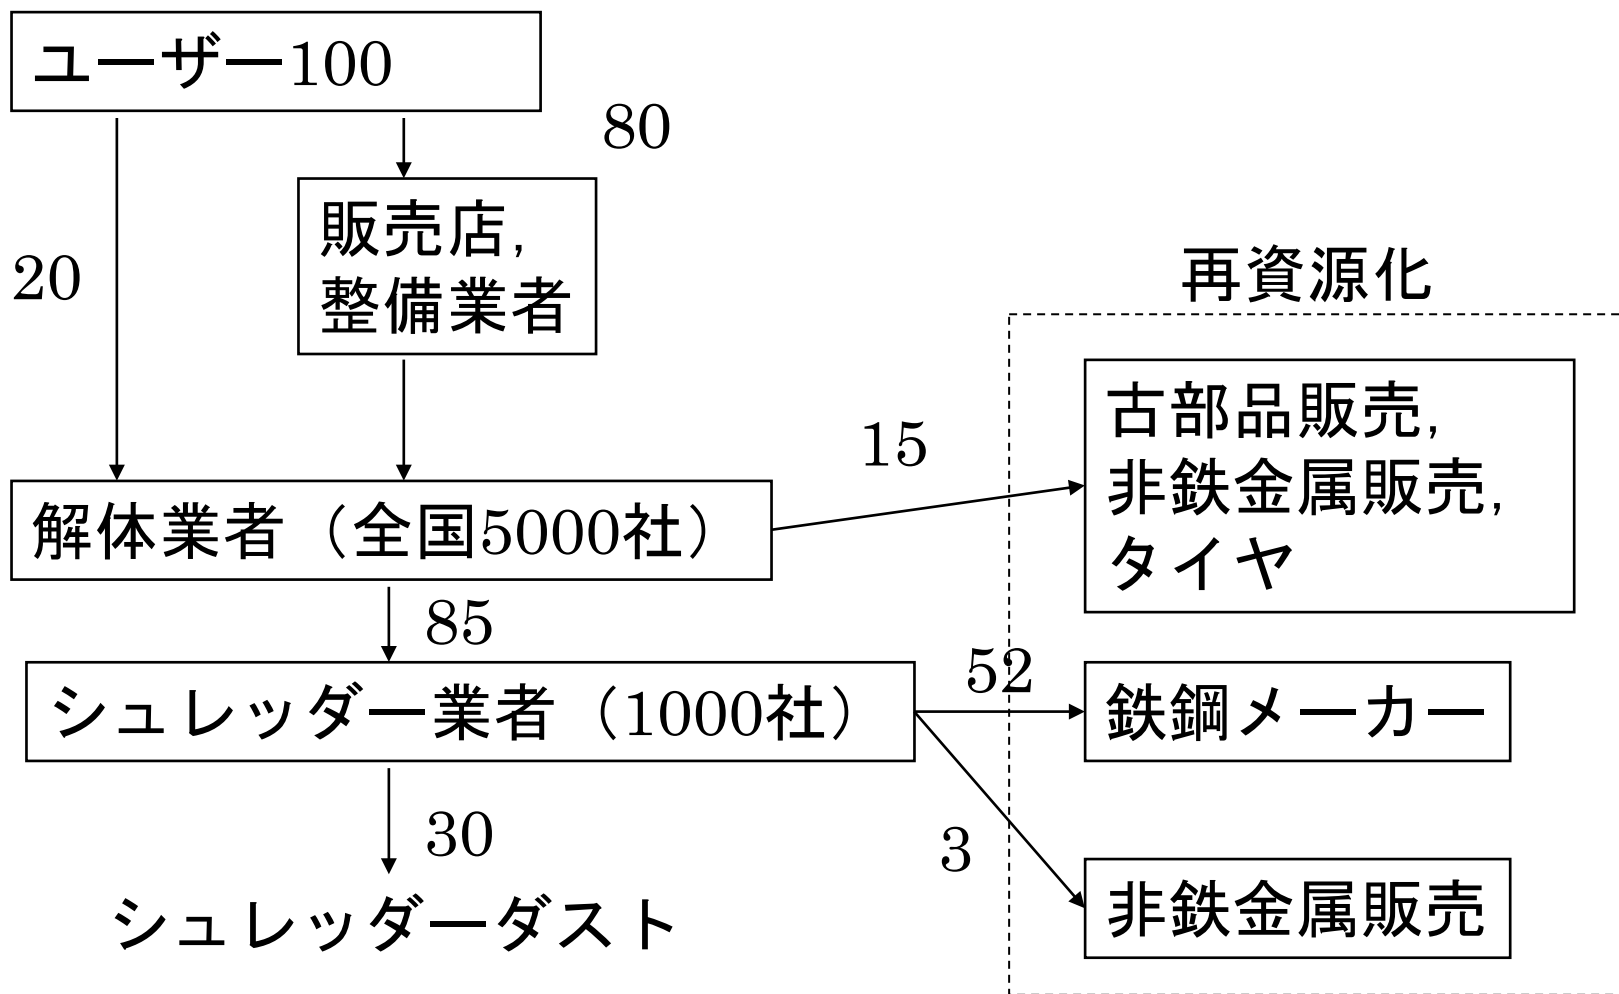 ユーザー100
80
20
販売店,
整備業者
再資源化
15
古部品販売,
非鉄金属販売,
タイヤ
解体業者（全国5000社）
85
52
シュレッダー業者（1000社）
鉄鋼メーカー
30
3
非鉄金属販売
シュレッダーダスト